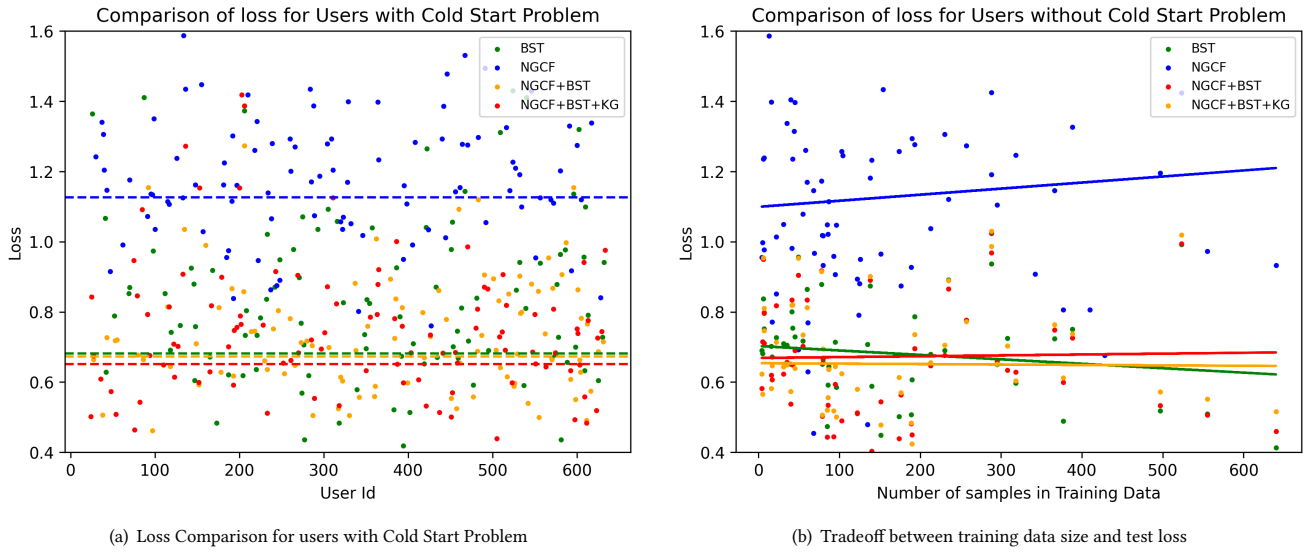 Comparison of loss for Users with Cold Start Problem
1.6
1.4
1.2
1.0
0.8
0.6
0.4
Loss
BST
NGCF
NGCF+BST
NGCF+BST+KG
0 100 200 300 400 500 600
User Id
(a) Loss Comparison for users with Cold Start Problem
Comparison of loss for Users without Cold Start Problem
1.6
1.4
1.2
1.0
0.8
0.6
0.4
Loss
BST
NGCF
NGCF+BST
NGCF+BST+KG
0 100 200 300 400 500 600
Number of samples in Training Data
(b) Tradeoff between training data size and test loss